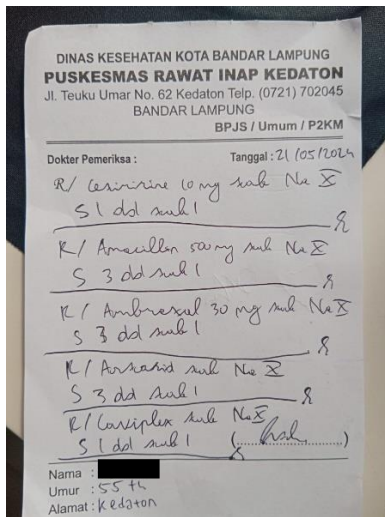 DINAS KESEHATAN KOTA BANDAR LAMPUNG
PUSKESMAS RAWAT INAP KEDATON
Jl. Teuku Umar No. 62 Kedaton Telp. (0721) 702045
BANDAR LAMPUNG
BPJS / Umum / P2KM
Dokter Pemeriksa :
Tanggal : 21/05/2024
R/ Cetirizine 10 mg tab No X
S 1 dd tab 1
R/ Amoxicillin 500 mg tab No X
S 3 dd tab 1
R/ Ambroxol 30 mg tab No X
S 3 dd tab 1
R/ Antasid tab No X
S 3 dd tab 1
R/ Caviplex tab No X
S 1 dd tab 1
Nama :
Umur : 55 th
Alamat : Kedaton